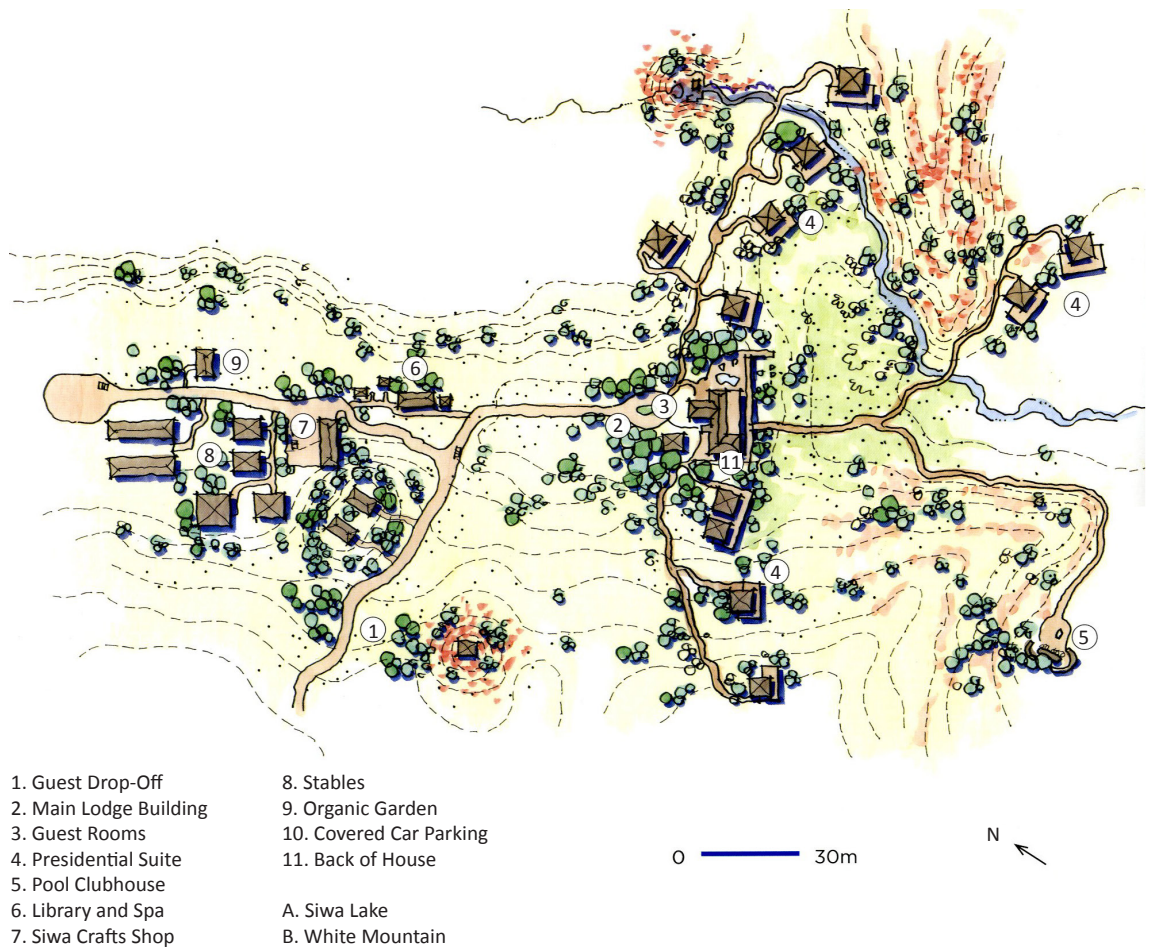 4
4
9
6
3
2
7
11
8
4
1
5
1. Guest Drop-Off
2. Main Lodge Building
3. Guest Rooms
4. Presidential Suite
5. Pool Clubhouse
6. Library and Spa
7. Siwa Crafts Shop
8. Stables
9. Organic Garden
10. Covered Car Parking
11. Back of House
A. Siwa Lake
B. White Mountain
0 30m
N